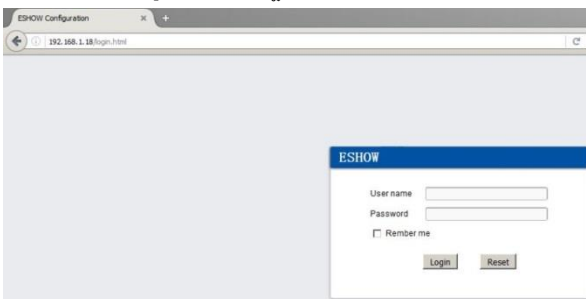 ESHOW Configuration
192.168.1.18/login.html
ESHOW
User name
Password
Rember me
Login Reset